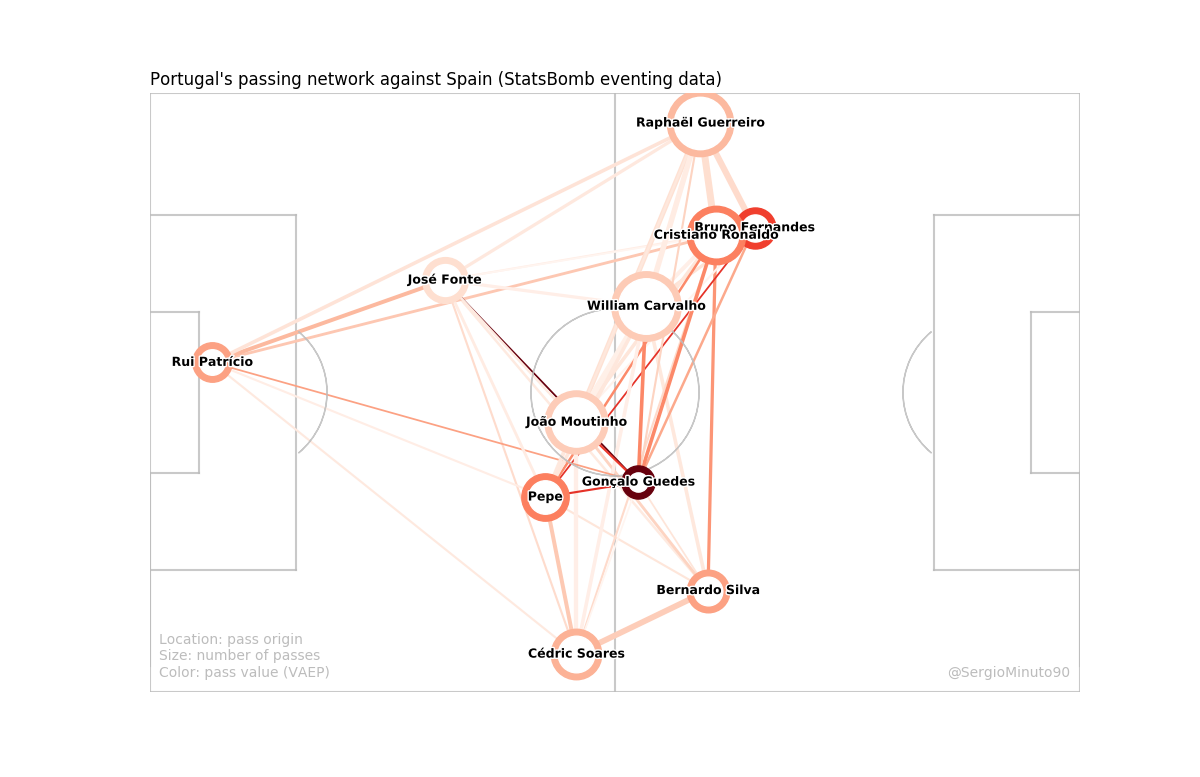 Portugal's passing network against Spain (StatsBomb eventing data)
Raphaël Guerreiro
Bruno Fernandes
Cristiano Ronaldo
José Fonte
William Carvalho
Rui Patrício
João Moutinho
Gonçalo Guedes
Pepe
Bernardo Silva
Cédric Soares
Location: pass origin
Size: number of passes
Color: pass value (VAEP)
@SergioMinuto90